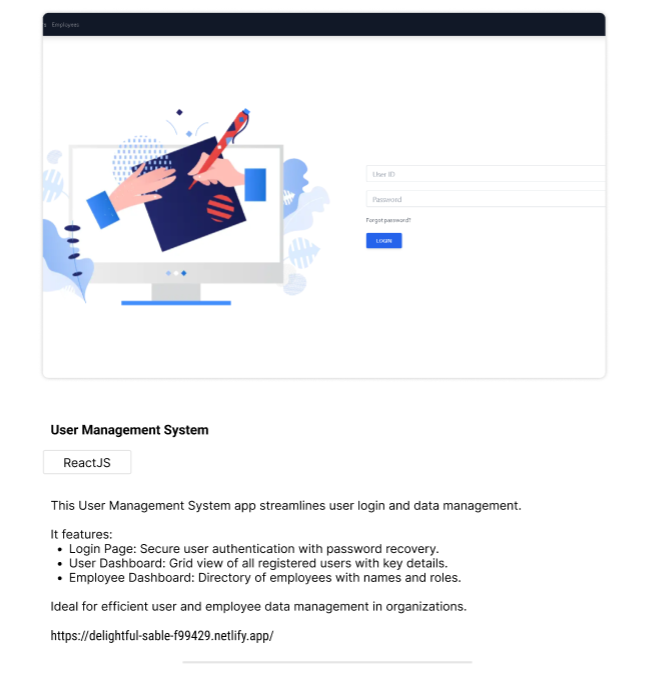 Employees
User ID
Password
Forgot password?
LOGIN
User Management System
ReactJS
This User Management System app streamlines user login and data management.
It features:
• Login Page: Secure user authentication with password recovery.
• User Dashboard: Grid view of all registered users with key details.
• Employee Dashboard: Directory of employees with names and roles.
Ideal for efficient user and employee data management in organizations.
https://delightful-sable-f99429.netlify.app/